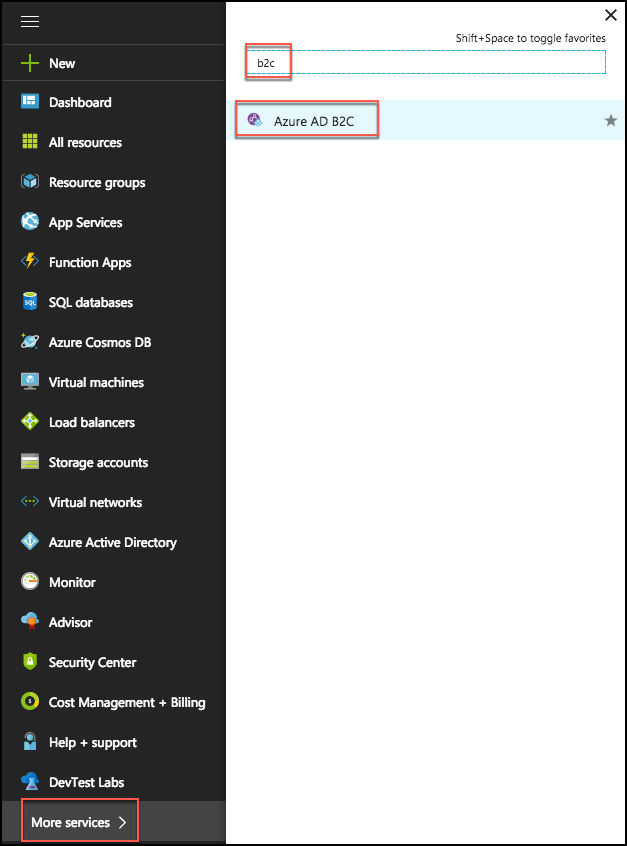 New
Dashboard
All resources
Resource groups
App Services
Function Apps
SQL
SQL databases
Azure Cosmos DB
Virtual machines
Load balancers
Storage accounts
Virtual networks
Azure Active Directory
Monitor
Advisor
Security Center
Cost Management + Billing
Help + support
DevTest Labs
More services
Shift+Space to toggle favorites
b2c
Azure AD B2C